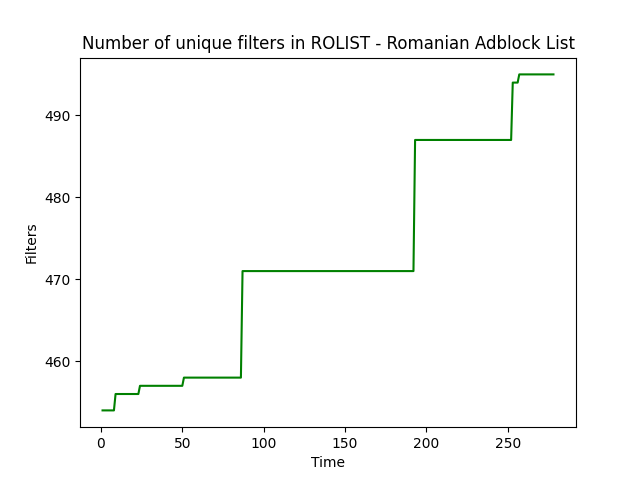 Number of unique filters in ROLIST - Romanian Adblock List
490
480
470
460
Filters
0 50 100 150 200 250
Time